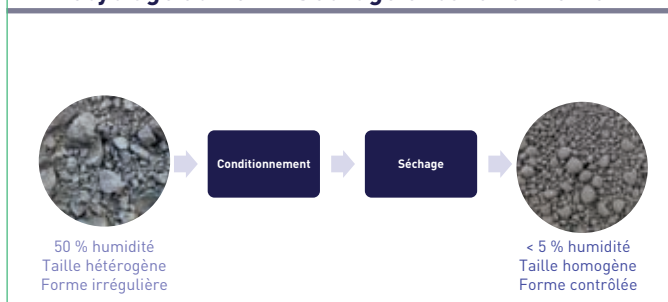 Conditionnement
Séchage
50 % humidité
Taille hétérogène
Forme irrégulière
< 5 % humidité
Taille homogène
Forme contrôlée